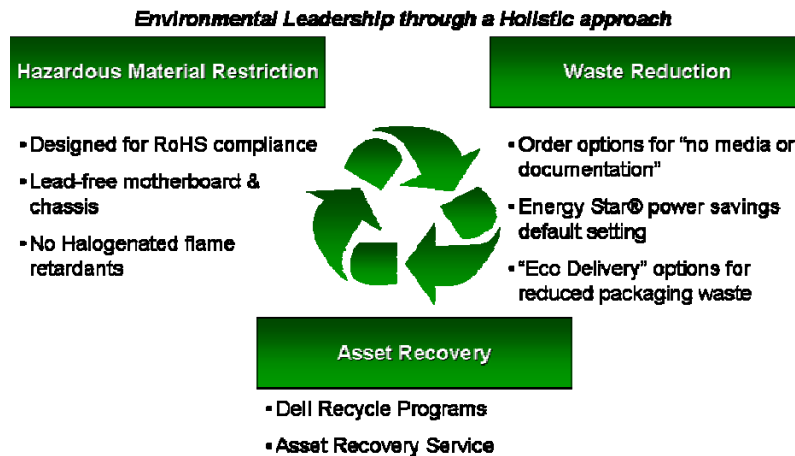 Environmental Leadership through a Holistic approach
Hazardous Material Restriction
▪Designed for RoHS compliance
▪Lead-free motherboard &
chassis
▪No Halogenated flame
retardants
Waste Reduction
▪Order options for “no media or
documentation”
▪Energy Star® power savings
default setting
▪“Eco Delivery” options for
reduced packaging waste
Asset Recovery
▪Dell Recycle Programs
▪Asset Recovery Service